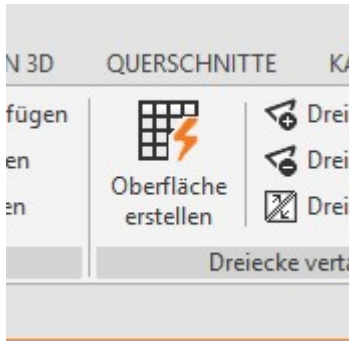 N 3D QUERSCHNITTE KA
fügen
en
en
Oberfläche
erstellen
Drei
Drei
Drei
Dreiecke verta